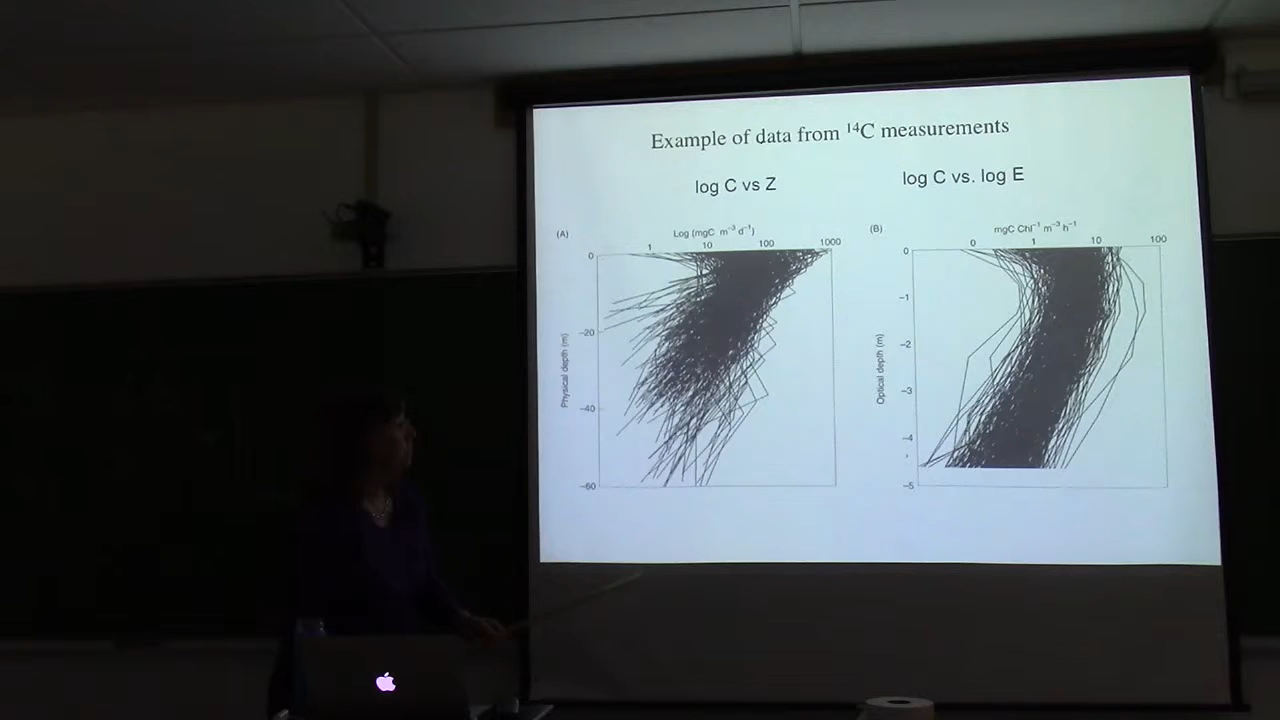 Example of data from ¹⁴C measurements
log C vs Z
log C vs. log E
(A)
Log (mgC m⁻³ d⁻¹)
1 10 100 1000
0
−20
−40
−60
Physical depth (m)
(B)
mgC Chl⁻¹ m⁻³ h⁻¹
0 1 10 100
0
−1
−2
−3
−4
−5
Optical depth (m)